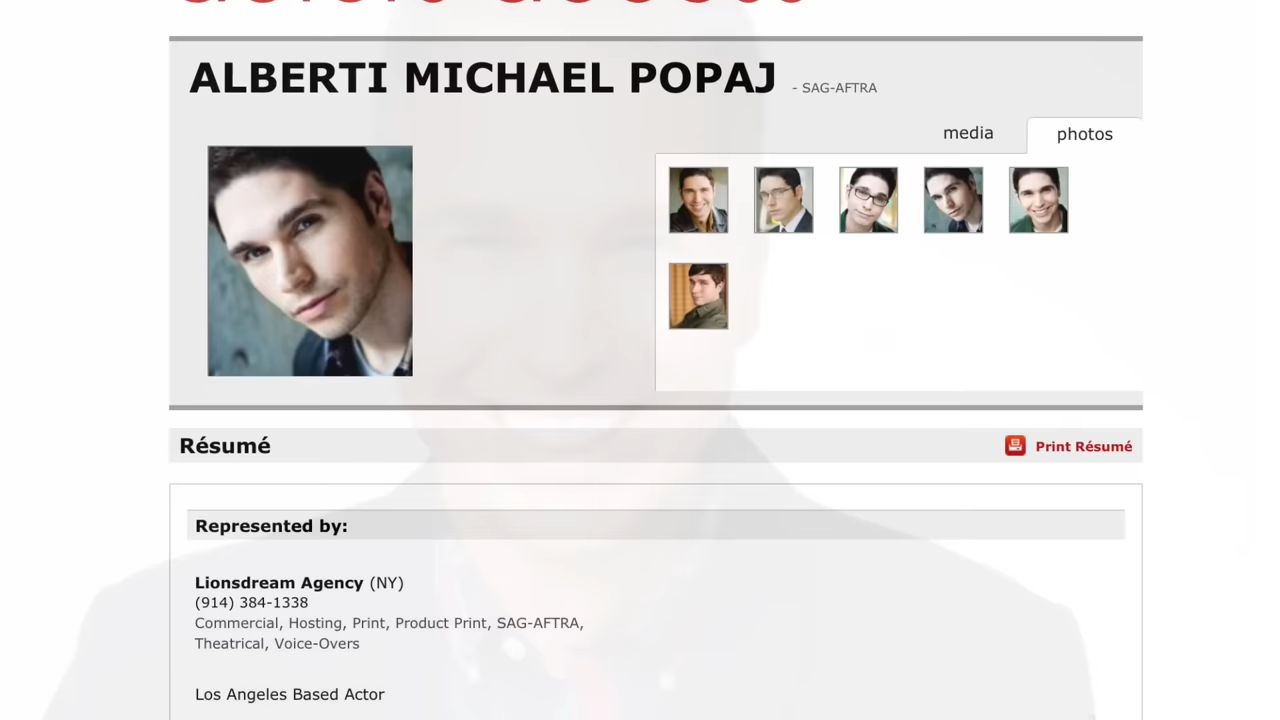 ALBERTI MICHAEL POPAJ - SAG-AFTRA
media photos
Résumé
Print Résumé
Represented by:
Lionsdream Agency (NY)
(914) 384-1338
Commercial, Hosting, Print, Product Print, SAG-AFTRA,
Theatrical, Voice-Overs
Los Angeles Based Actor